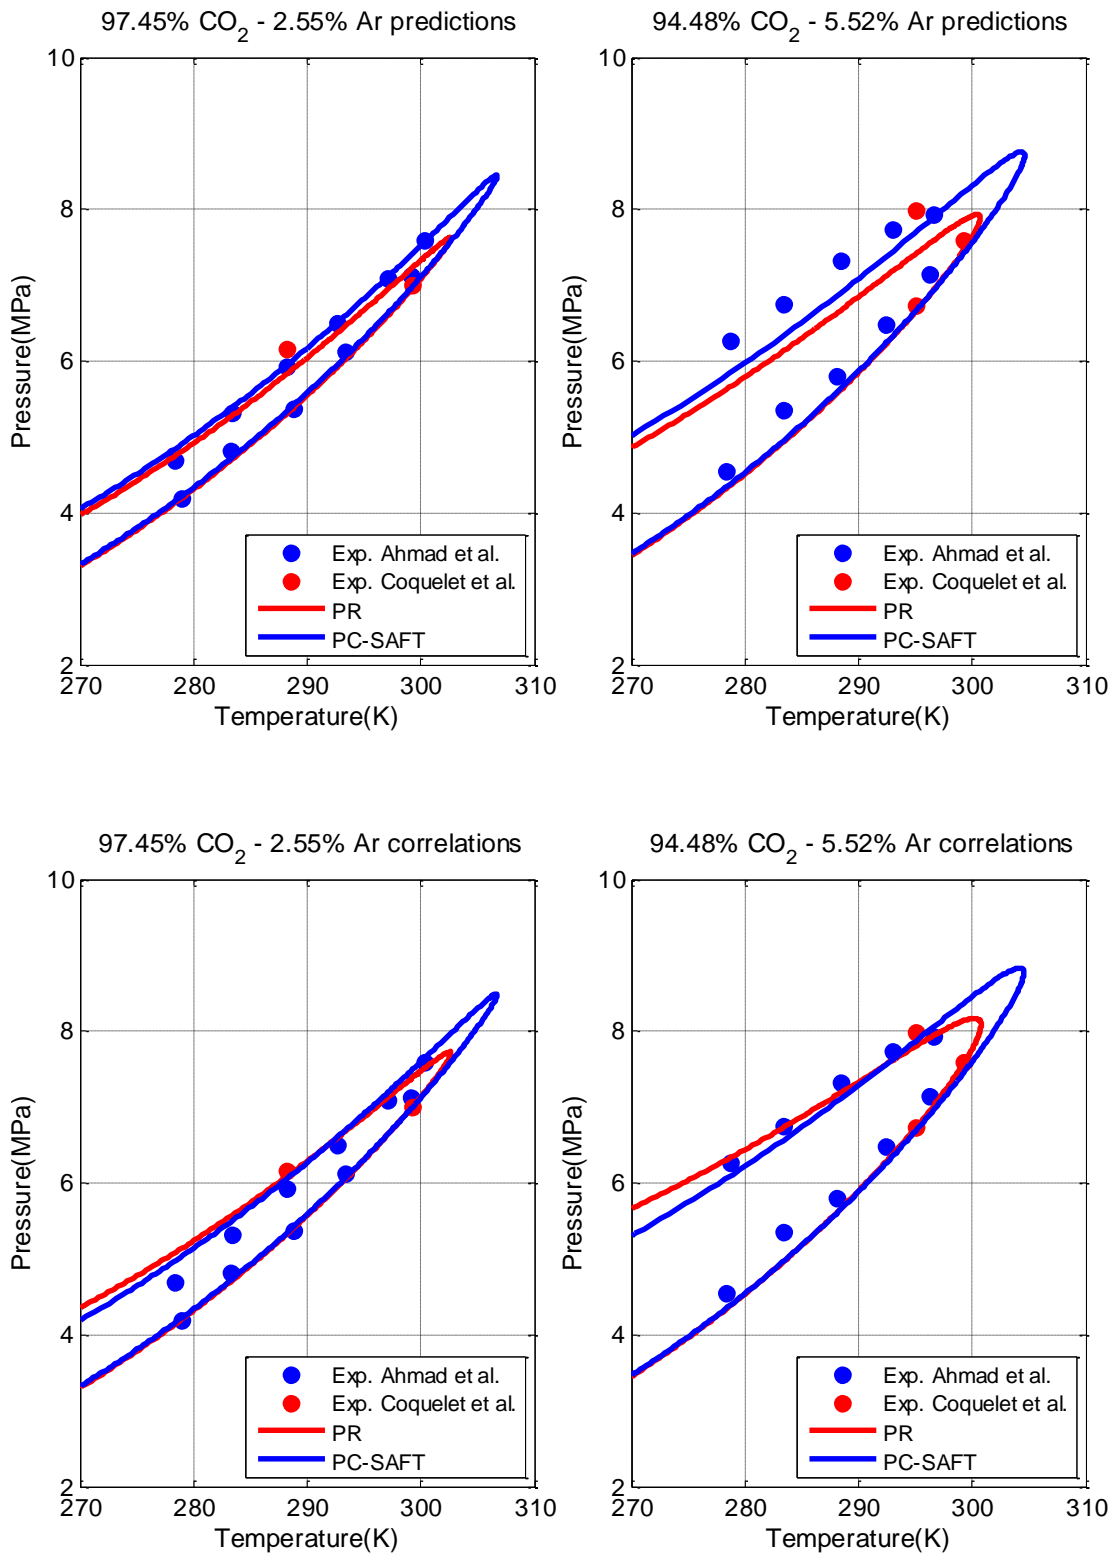 97.45% CO2 - 2.55% Ar predictions
10
8
6
4
2
270 280 290 300 310
Pressure(MPa)
Temperature(K)
Exp. Ahmad et al.
Exp. Coquelet et al.
PR
PC-SAFT
94.48% CO2 - 5.52% Ar predictions
10
8
6
4
2
270 280 290 300 310
Pressure(MPa)
Temperature(K)
Exp. Ahmad et al.
Exp. Coquelet et al.
PR
PC-SAFT
97.45% CO2 - 2.55% Ar correlations
10
8
6
4
2
270 280 290 300 310
Pressure(MPa)
Temperature(K)
Exp. Ahmad et al.
Exp. Coquelet et al.
PR
PC-SAFT
94.48% CO2 - 5.52% Ar correlations
10
8
6
4
2
270 280 290 300 310
Pressure(MPa)
Temperature(K)
Exp. Ahmad et al.
Exp. Coquelet et al.
PR
PC-SAFT